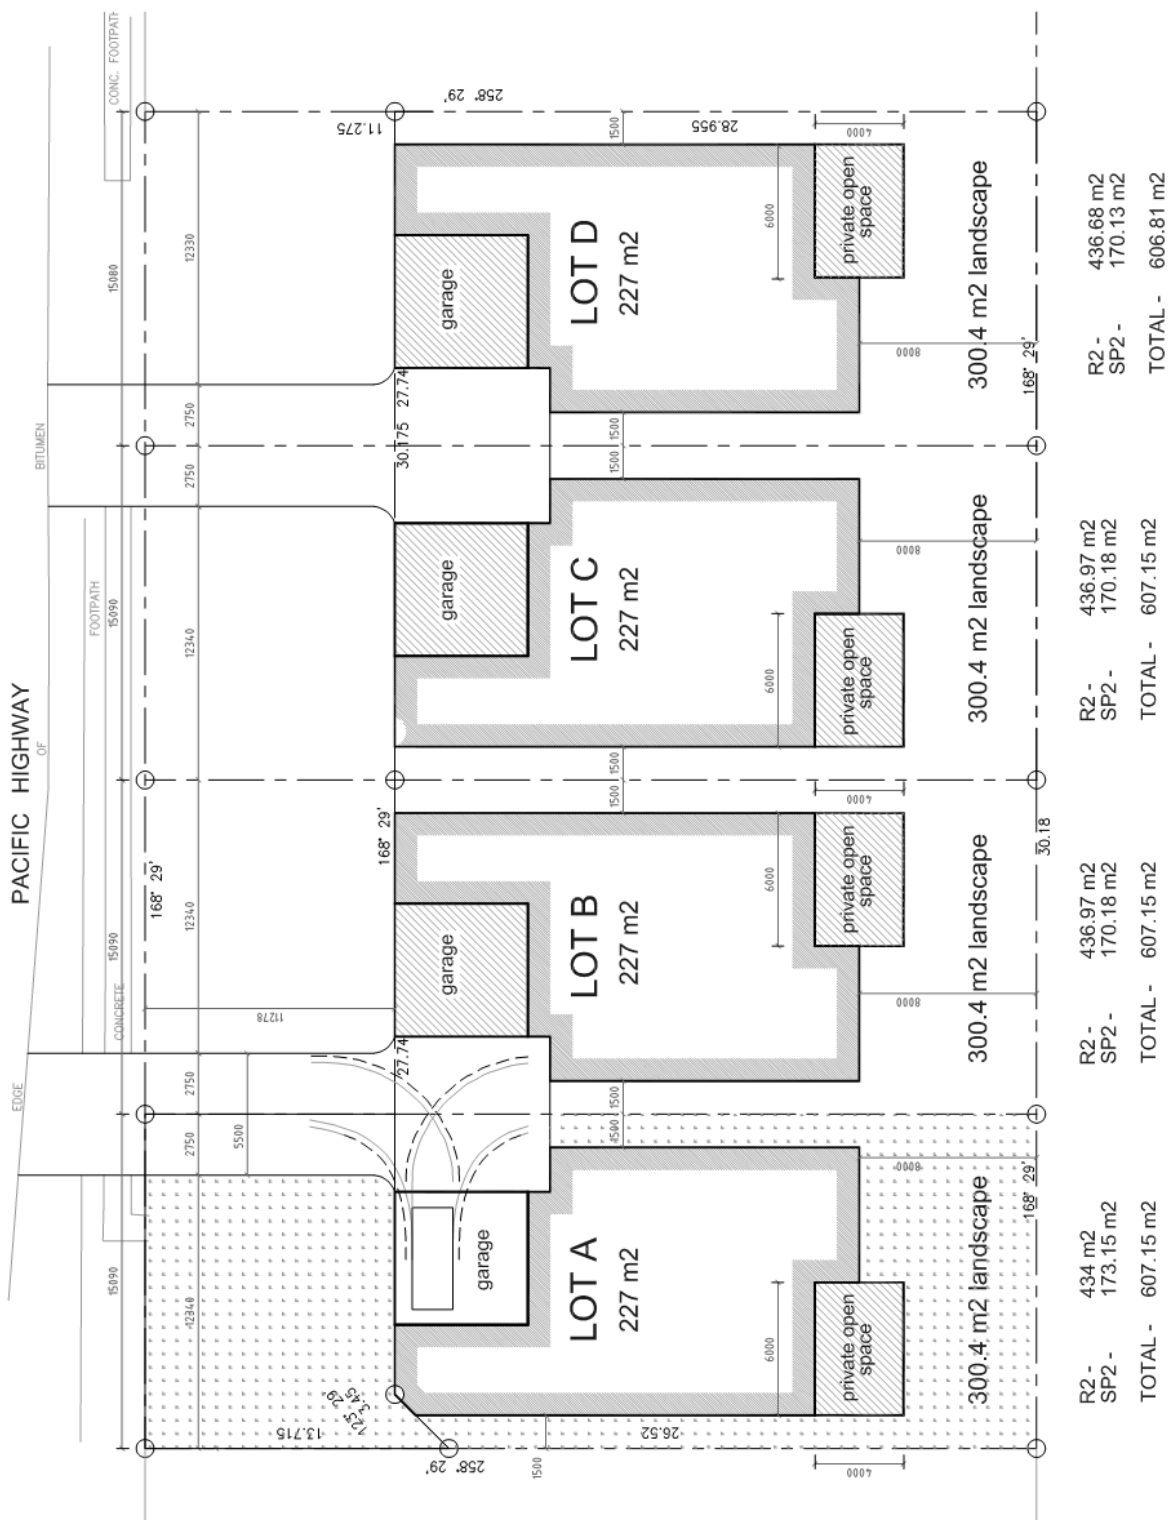 PACIFIC HIGHWAY
EDGE
OF
BITUMEN
CONCRETE
FOOTPATH
CONC. FOOTPATH
15090
15090
15090
15080
168° 29'
12340
2750
2750
12340
12340
2750
2750
12330
5500
11278
13.715
123° 29'
3.45
27.74
168° 29'
30.175
27.74
11.275
258° 29'
258° 29'
garage
garage
garage
garage
LOT A
227 m2
LOT B
227 m2
LOT C
227 m2
LOT D
227 m2
1500
1500
1500
1500
1500
1500
1500
1500
26.52
28.955
6000
6000
6000
6000
private open
space
private open
space
private open
space
private open
space
4000
4000
4000
8000
8000
8000
8000
300.4 m2 landscape
300.4 m2 landscape
300.4 m2 landscape
300.4 m2 landscape
168° 29'
30.18
168° 29'
R2 - 434 m2
SP2 - 173.15 m2
TOTAL - 607.15 m2
R2 - 436.97 m2
SP2 - 170.18 m2
TOTAL - 607.15 m2
R2 - 436.97 m2
SP2 - 170.18 m2
TOTAL - 607.15 m2
R2 - 436.68 m2
SP2 - 170.13 m2
TOTAL - 606.81 m2